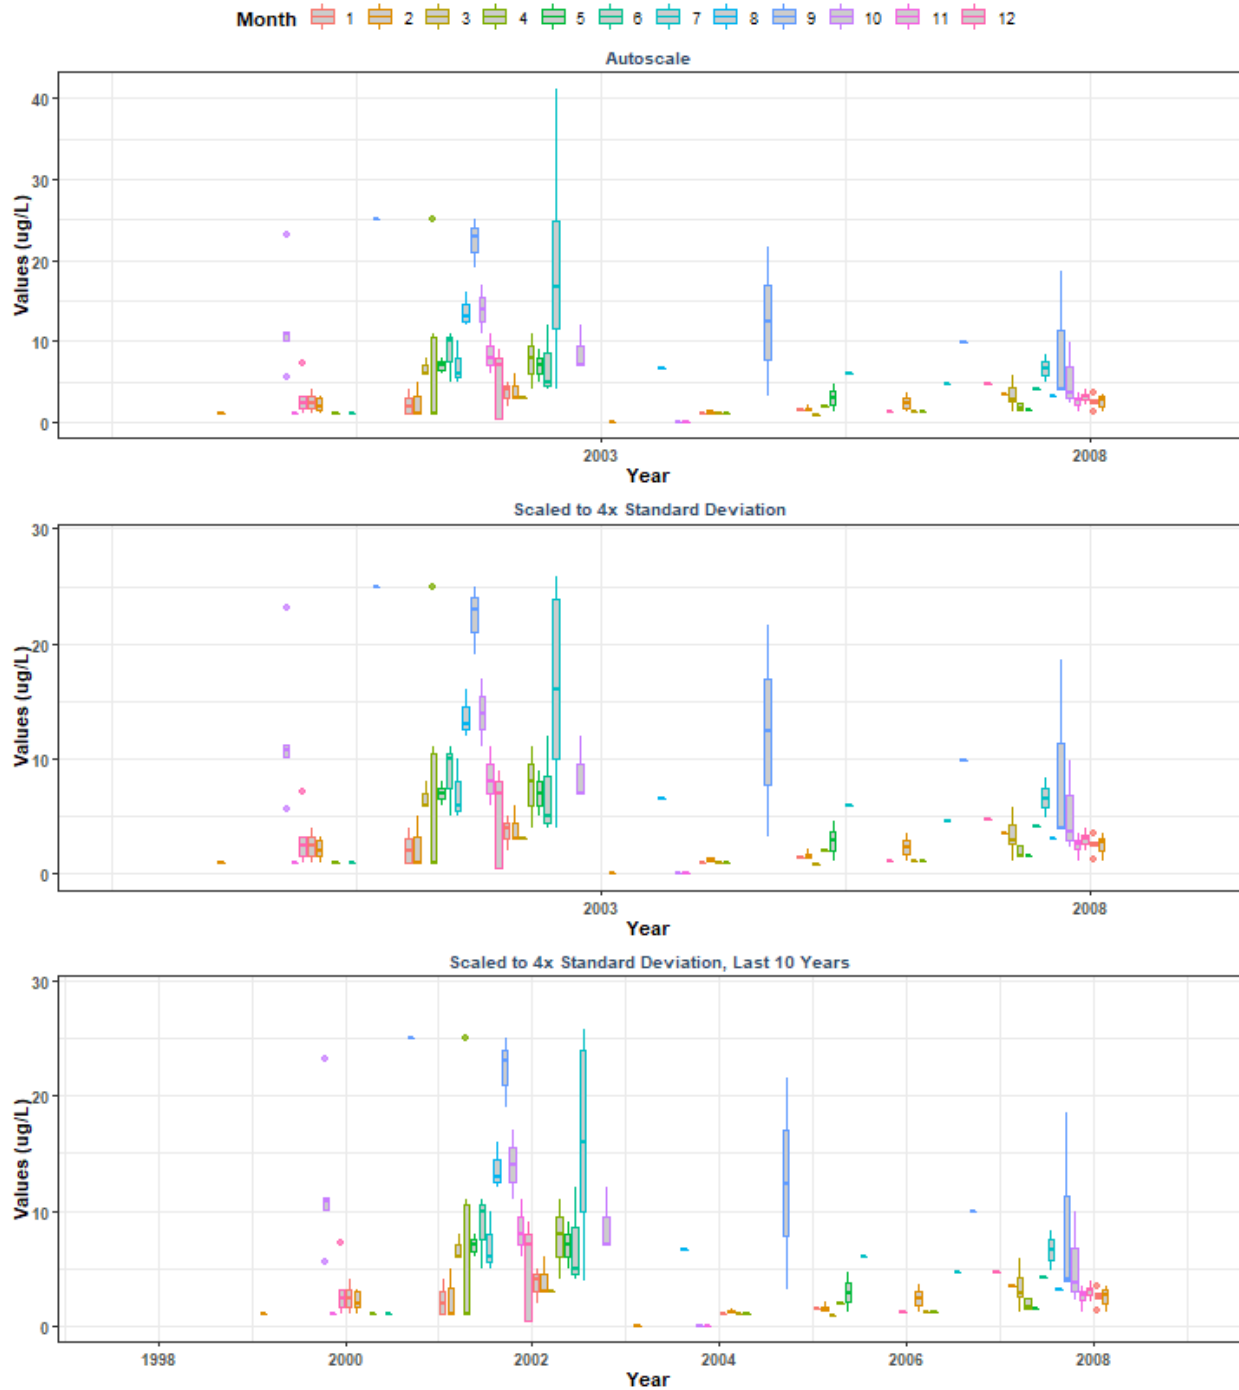 Month 1 2 3 4 5 6 7 8 9 10 11 12
Autoscale
Values (ug/L)
40
30
20
10
0
2003 2008
Year
Scaled to 4x Standard Deviation
Values (ug/L)
30
20
10
0
2003 2008
Year
Scaled to 4x Standard Deviation, Last 10 Years
Values (ug/L)
30
20
10
0
1998 2000 2002 2004 2006 2008
Year